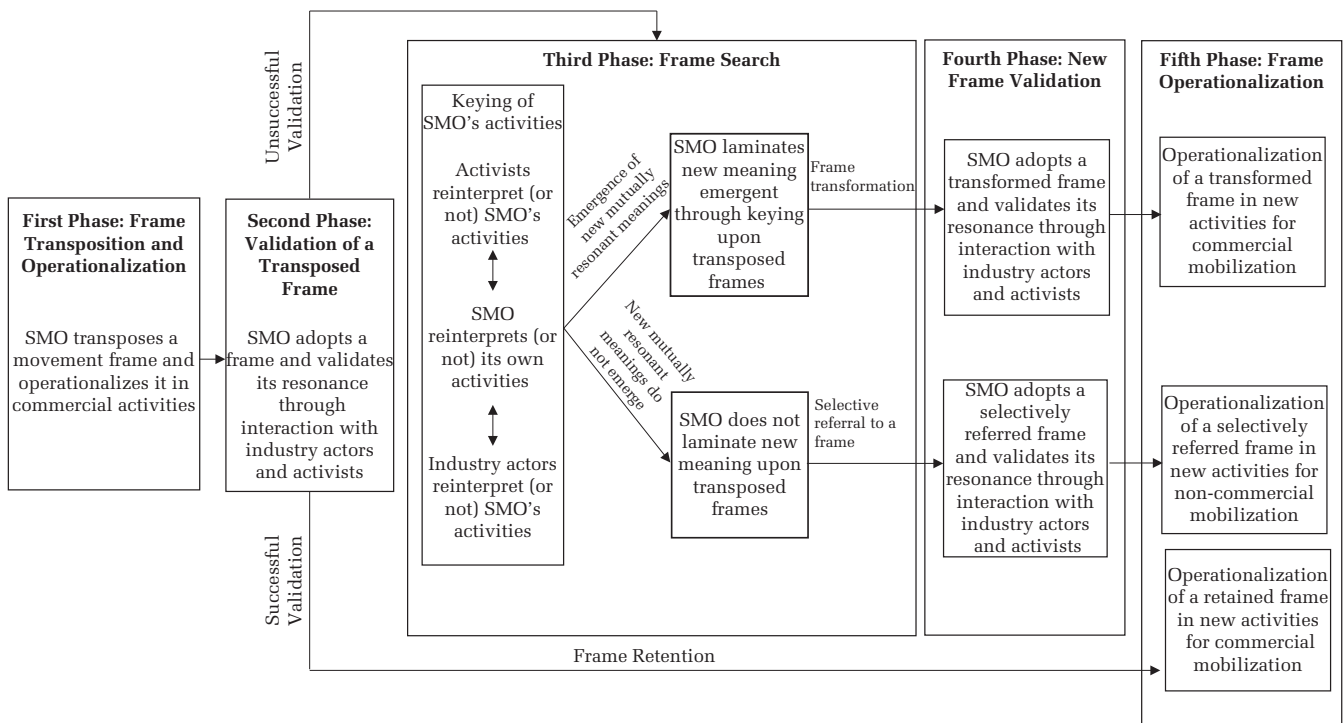 Unsuccessful
Validation
First Phase: Frame
Transposition and
Operationalization
SMO transposes a
movement frame and
operationalizes it in
commercial activities
Second Phase:
Validation of a
Transposed
Frame
SMO adopts a
frame and validates
its resonance
through
interaction with
industry actors
and activists
Successful
Validation
Third Phase: Frame Search
Keying of
SMO's activities
Activists
reinterpret (or
not) SMO's
activities
SMO
reinterprets (or
not) its own
activities
Industry actors
reinterpret (or
not) SMO's
activities
Emergence of
new mutually
resonant meanings
New mutually
resonant
meanings do
not emerge
SMO laminates
new meaning
emergent
through keying
upon
transposed
frames
SMO does not
laminate new
meaning upon
transposed
frames
Frame
transformation
Selective
referral to a
frame
Fourth Phase: New
Frame Validation
SMO adopts a
transformed frame
and validates its
resonance through
interaction with
industry actors
and activists
SMO adopts a
selectively
referred frame
and validates its
resonance through
interaction with
industry actors
and activists
Fifth Phase: Frame
Operationalization
Operationalization
of a transformed
frame in new
activities for
commercial
mobilization
Operationalization
of a selectively
referred frame in
new activities for
non-commercial
mobilization
Operationalization
of a retained frame
in new activities
for commercial
mobilization
Frame Retention